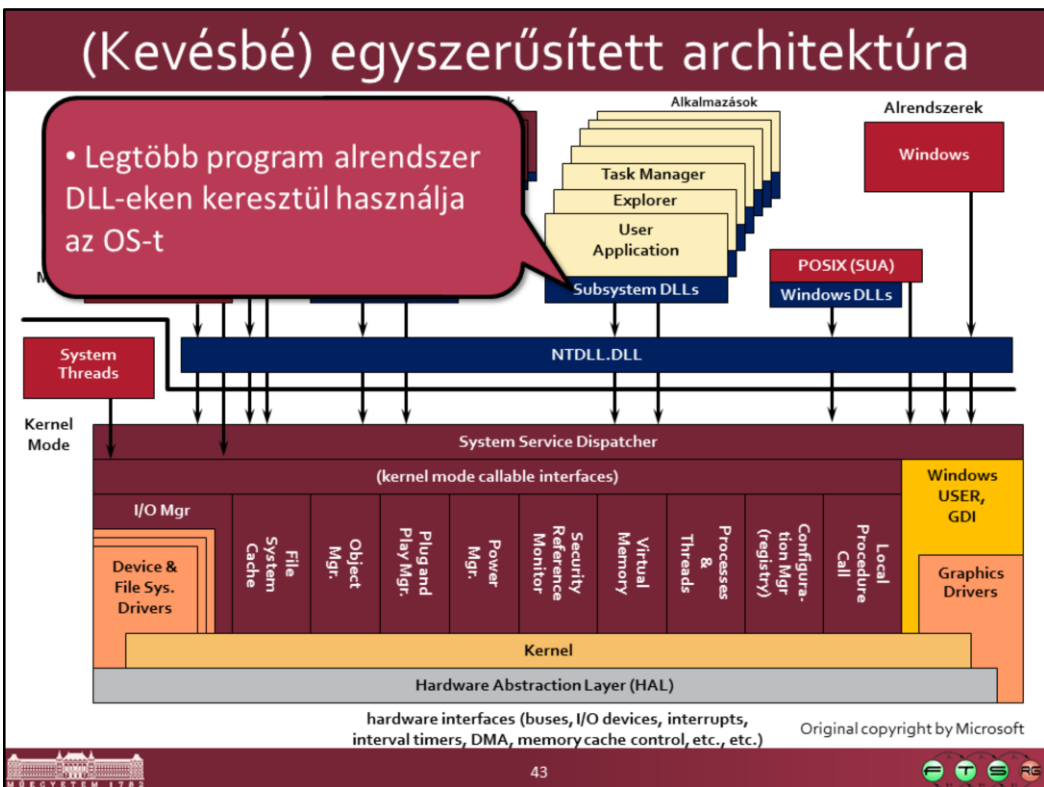 (Kevésbé) egyszerűsített architektúra
• Legtöbb program alrendszer
DLL-eken keresztül használja
az OS-t
Alkalmazások
Task Manager
Explorer
User
Application
Subsystem DLLs
Alrendszerek
Windows
POSIX (SUA)
Windows DLLs
System
Threads
NTDLL.DLL
Kernel
Mode
System Service Dispatcher
(kernel mode callable interfaces)
I/O Mgr
Device &
File Sys.
Drivers
File
System
Cache
Object
Mgr.
Plug and
Play Mgr.
Power
Mgr.
Security
Reference
Monitor
Virtual
Memory
Processes
&
Threads
Configura-
tion Mgr
(registry)
Local
Procedure
Call
Windows
USER,
GDI
Graphics
Drivers
Kernel
Hardware Abstraction Layer (HAL)
hardware interfaces (buses, I/O devices, interrupts,
interval timers, DMA, memory cache control, etc., etc.)
Original copyright by Microsoft
MŰEGYETEM 1782
43
F T S RG